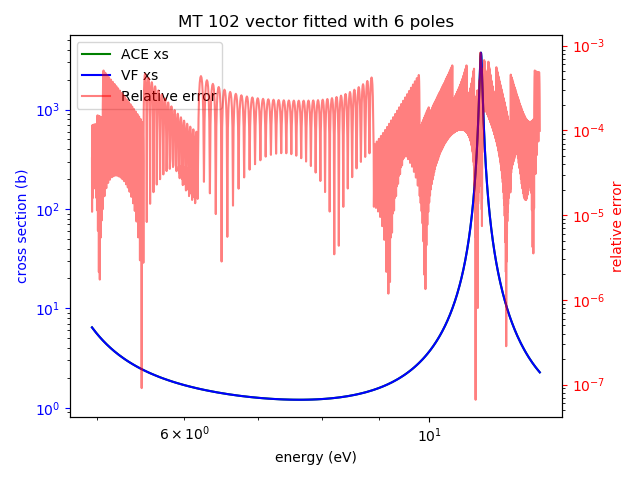 MT 102 vector fitted with 6 poles
ACE xs
VF xs
Relative error
cross section (b)
10³
10²
10¹
10⁰
relative error
10⁻³
10⁻⁴
10⁻⁵
10⁻⁶
10⁻⁷
6 × 10⁰
10¹
energy (eV)